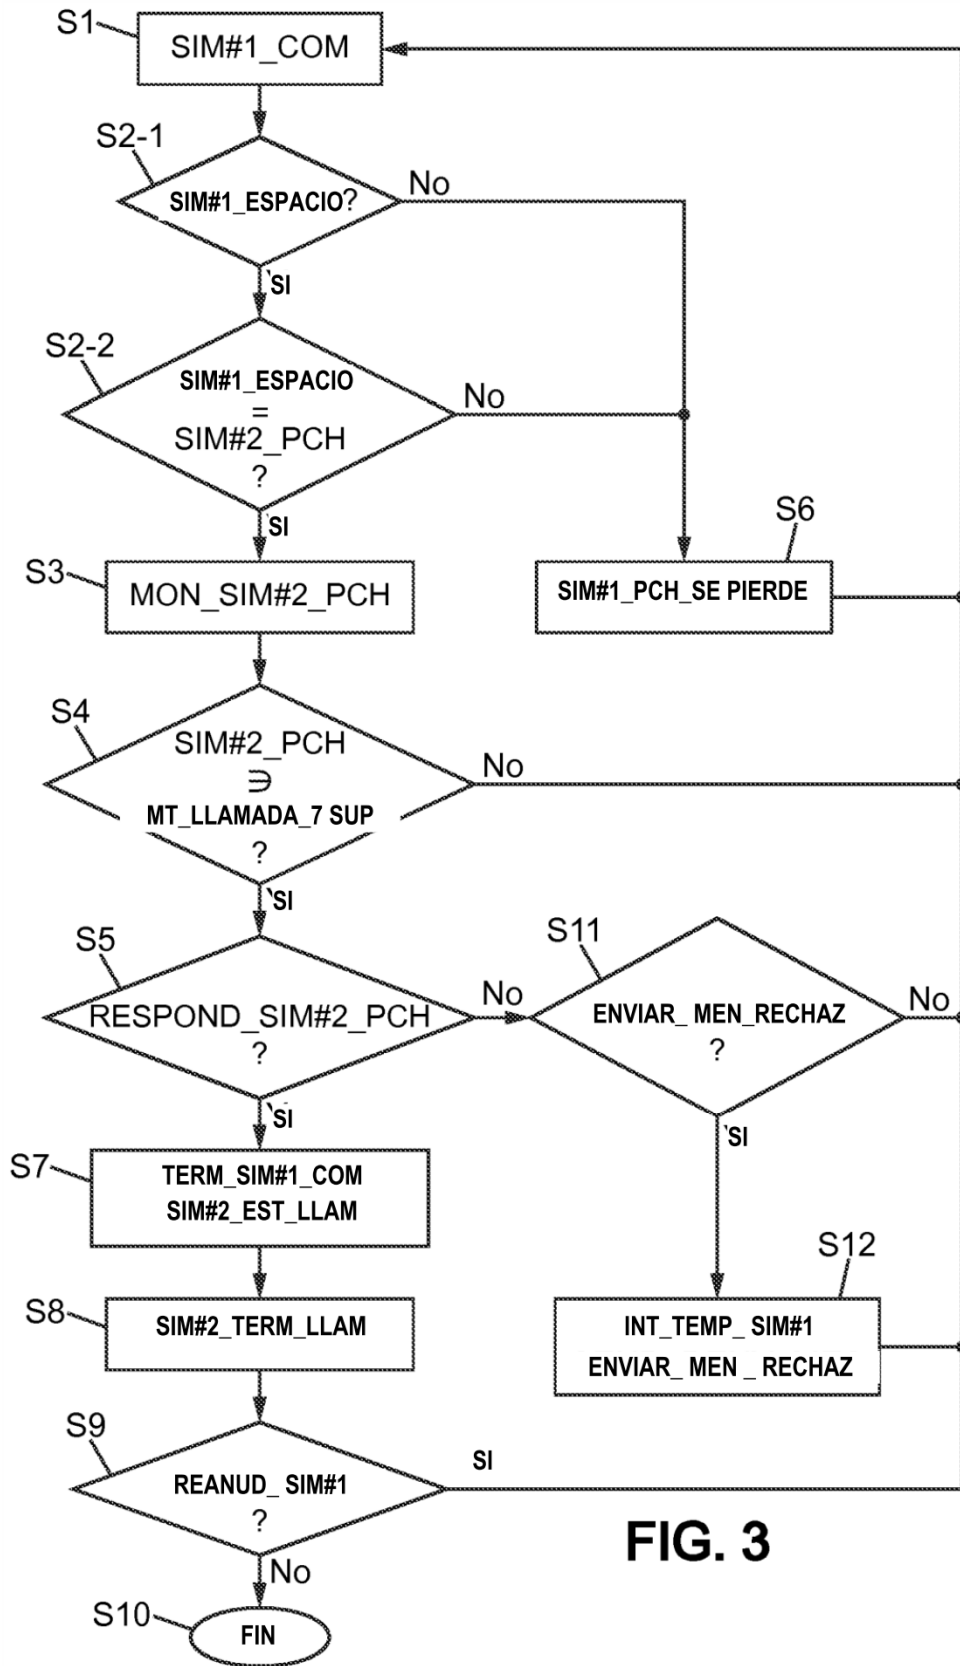 S1
SIM#1_COM
S2-1
SIM#1_ESPACIO?
No
SI
S2-2
SIM#1_ESPACIO
=
SIM#2_PCH
?
No
SI
S6
S3
MON_SIM#2_PCH
SIM#1_PCH_SE PIERDE
S4
SIM#2_PCH
∋
MT_LLAMADA_7 SUP
?
No
SI
S5
RESPOND_SIM#2_PCH
?
No
S11
ENVIAR_ MEN_RECHAZ
?
No
SI
SI
S7
TERM_SIM#1_COM
SIM#2_EST_LLAM
S12
S8
SIM#2_TERM_LLAM
INT_TEMP_ SIM#1
ENVIAR_ MEN _ RECHAZ
S9
REANUD_ SIM#1
?
SI
No
S10
FIN
FIG. 3